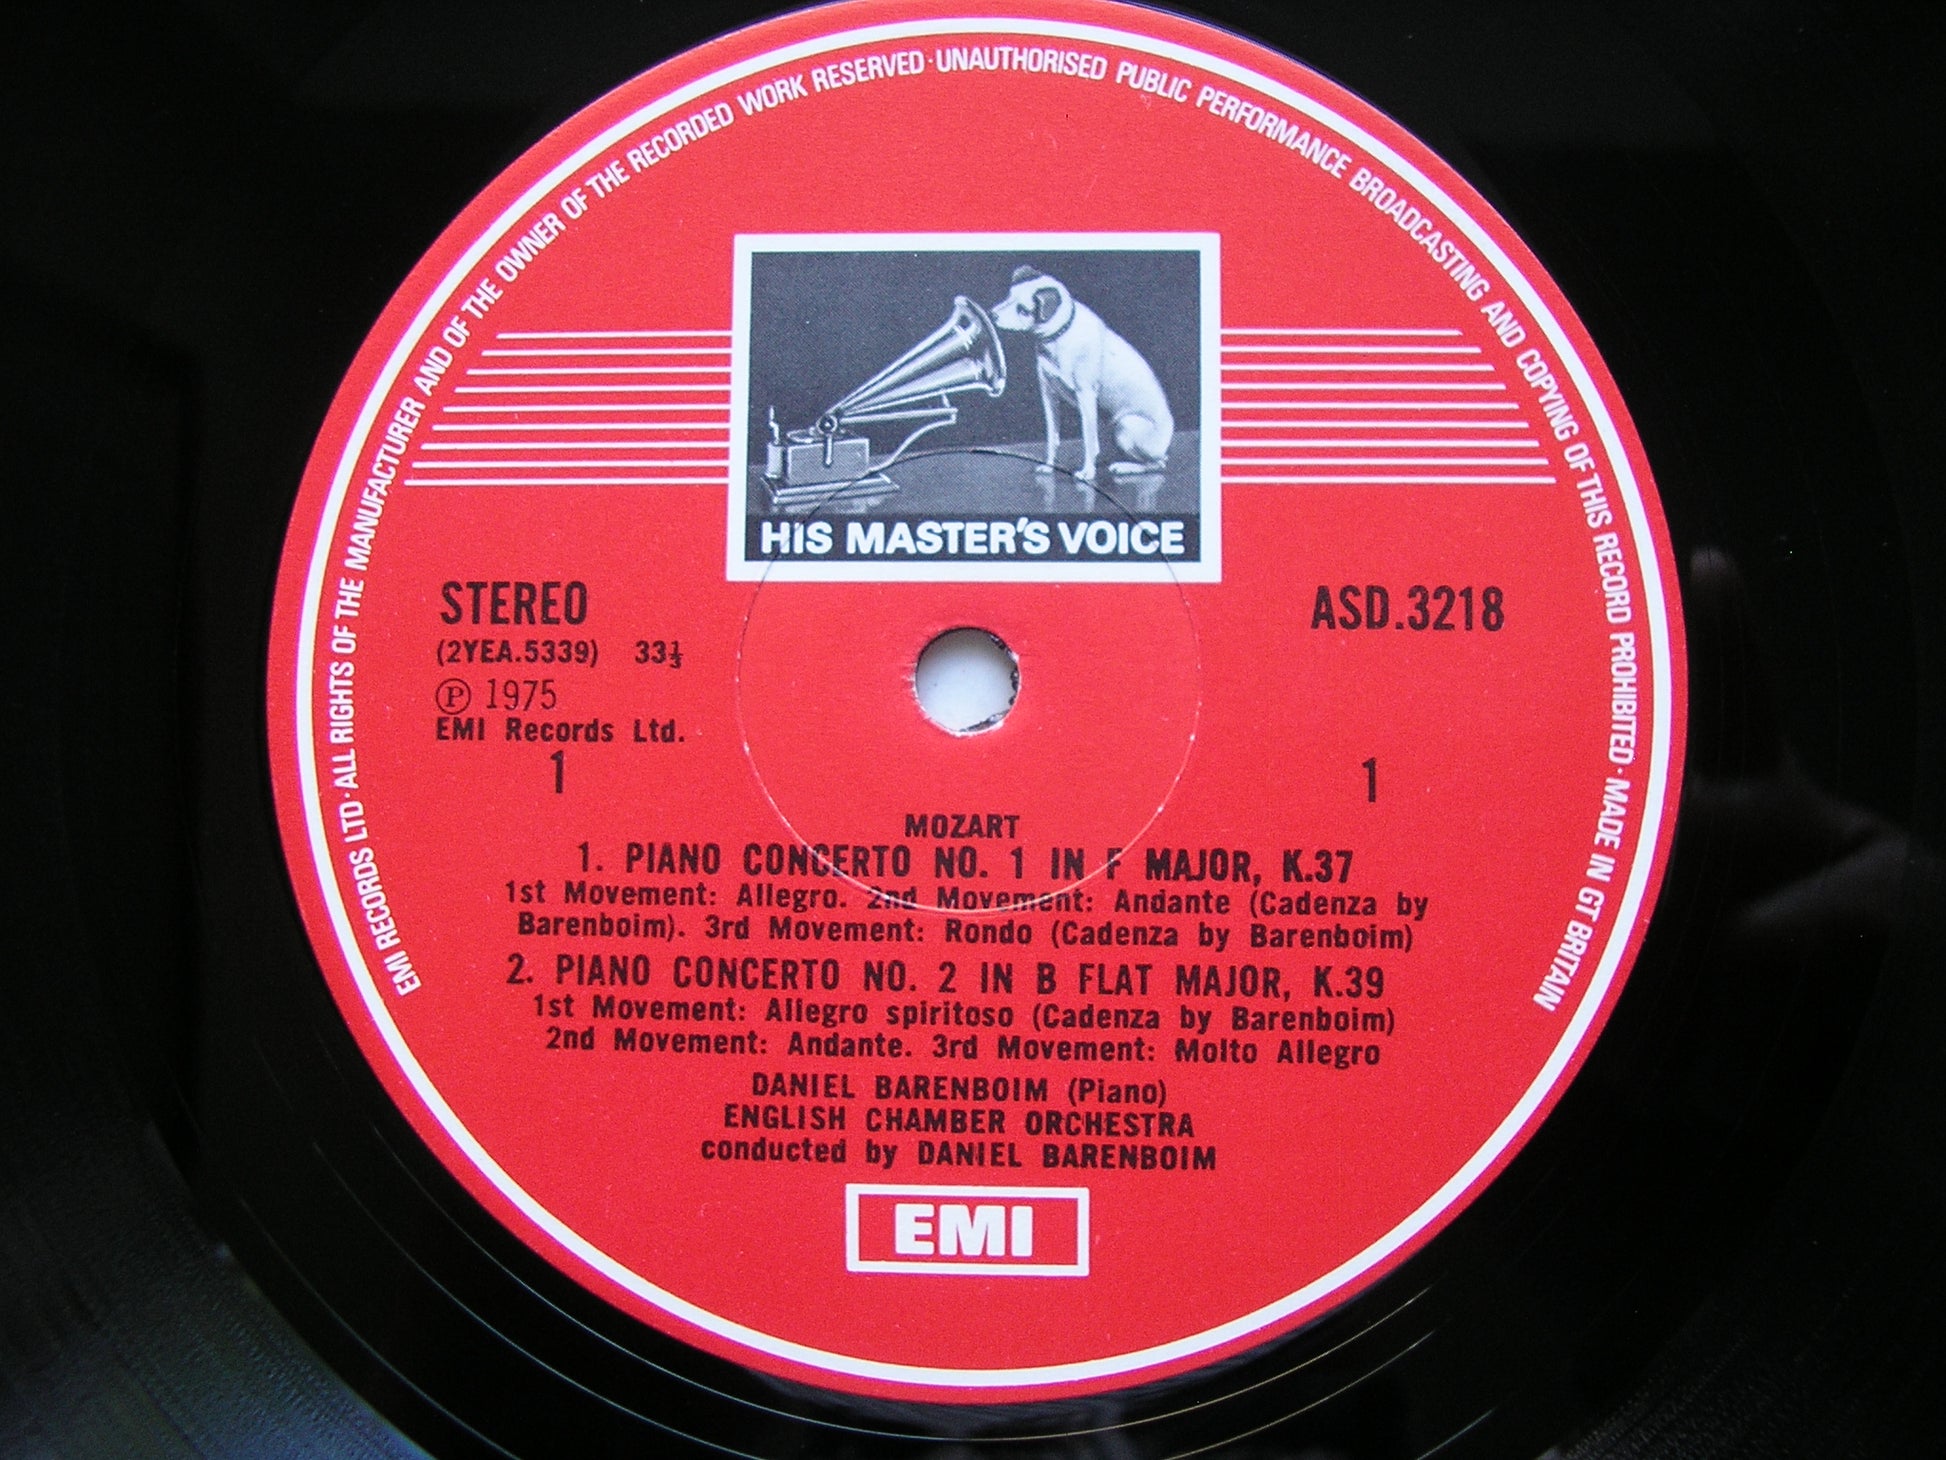 EMI RECORDS LTD · ALL RIGHTS OF THE MANUFACTURER AND OF THE OWNER OF THE RECORDED WORK RESERVED · UNAUTHORISED PUBLIC PERFORMANCE BROADCASTING AND COPYING OF THIS RECORD PROHIBITED · MADE IN GT BRITAIN
HIS MASTER'S VOICE
STEREO
ASD.3218
(2YEA.5339) 33⅓
℗ 1975
EMI Records Ltd.
1
1
MOZART
1. PIANO CONCERTO NO. 1 IN F MAJOR, K.37
1st Movement: Allegro. 2nd Movement: Andante (Cadenza by
Barenboim). 3rd Movement: Rondo (Cadenza by Barenboim)
2. PIANO CONCERTO NO. 2 IN B FLAT MAJOR, K.39
1st Movement: Allegro spiritoso (Cadenza by Barenboim)
2nd Movement: Andante. 3rd Movement: Molto Allegro
DANIEL BARENBOIM (Piano)
ENGLISH CHAMBER ORCHESTRA
conducted by DANIEL BARENBOIM
EMI